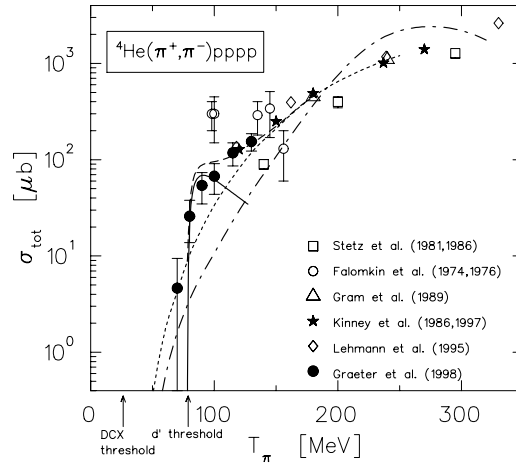 ⁴He(π⁺,π⁻)pppp
10³
10²
10¹
10⁰
σtot [μb]
□ Stetz et al. (1981,1986)
○ Falomkin et al. (1974,1976)
△ Gram et al. (1989)
★ Kinney et al. (1986,1997)
◇ Lehmann et al. (1995)
● Graeter et al. (1998)
0 100 200 300
DCX threshold
d' threshold
Tπ [MeV]